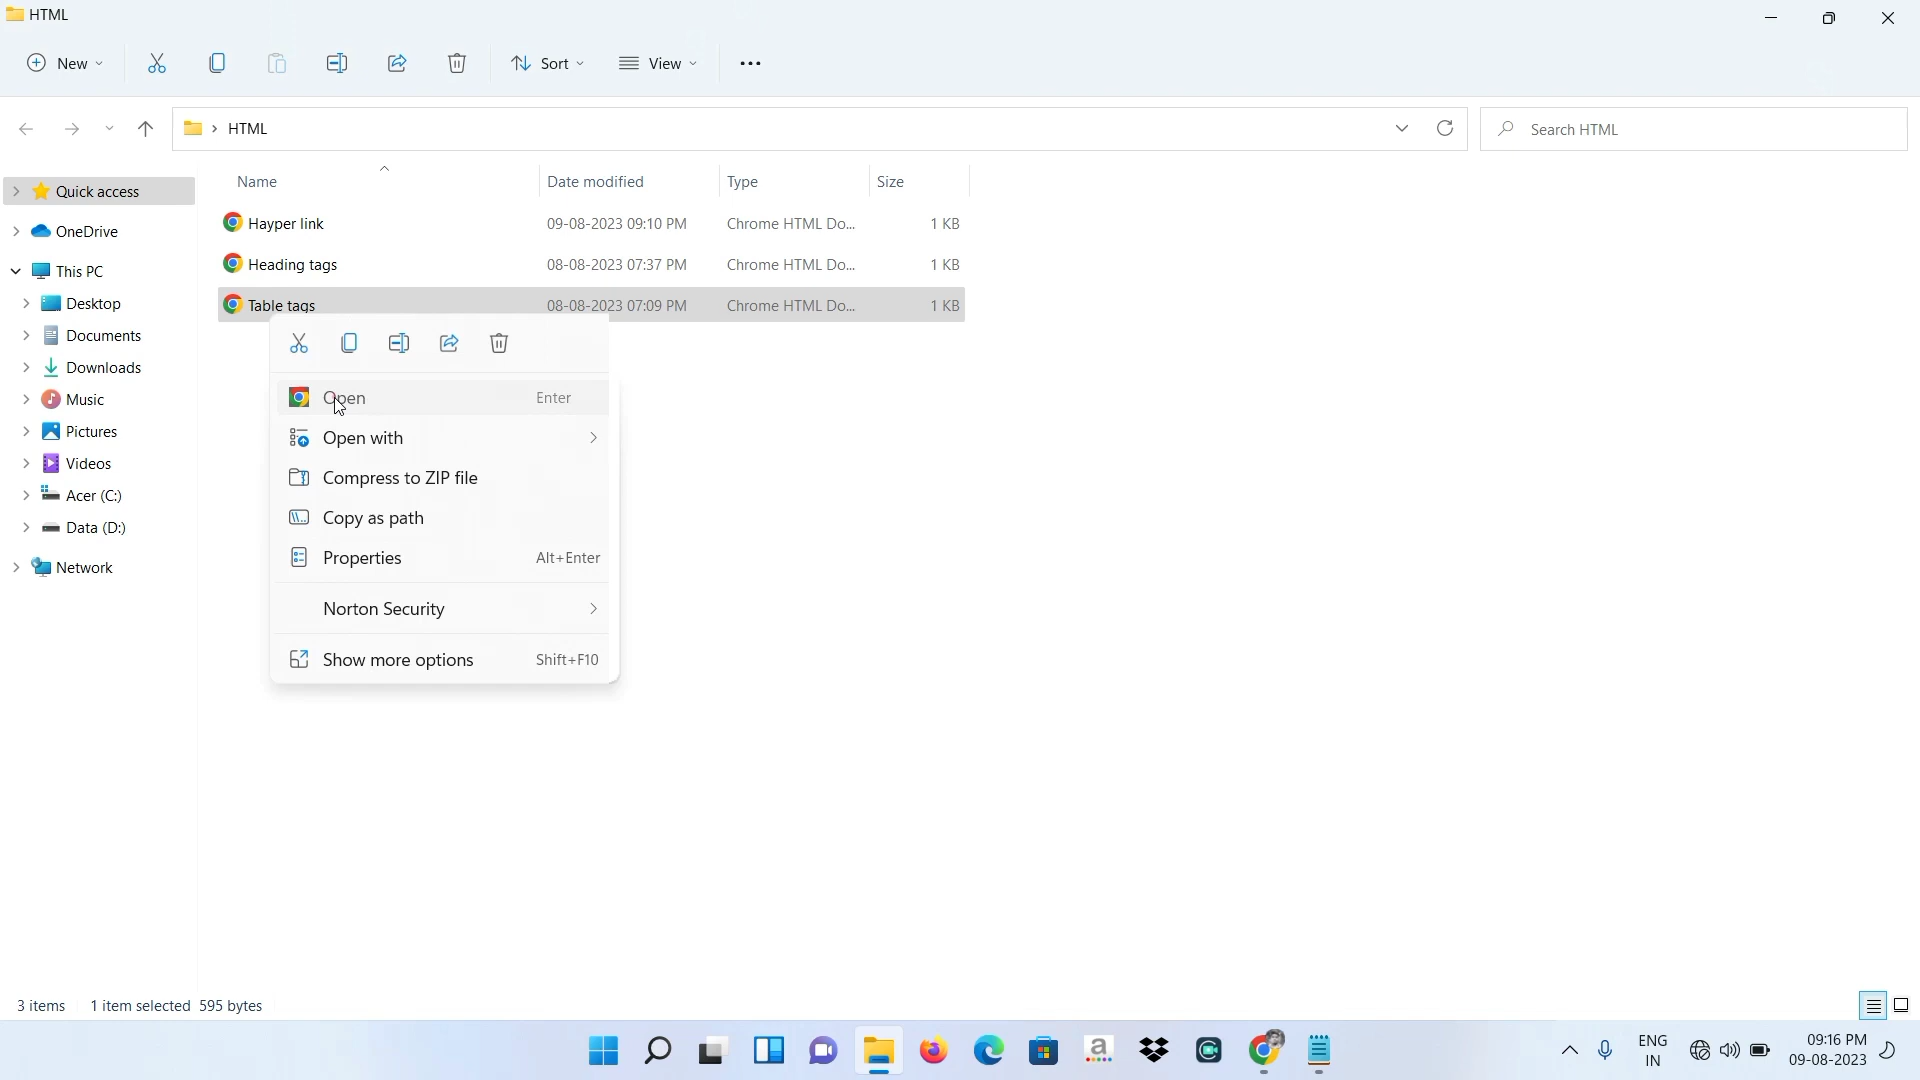 HTML
New
Sort
View
HTML
Search HTML
Name
Date modified
Type
Size
Quick access
OneDrive
This PC
Desktop
Documents
Downloads
Music
Pictures
Videos
Acer (C:)
Data (D:)
Network
Hayper link 09-08-2023 09:10 PM Chrome HTML Do... 1 KB
Heading tags 08-08-2023 07:37 PM Chrome HTML Do... 1 KB
Table tags 08-08-2023 07:09 PM Chrome HTML Do... 1 KB
Open Enter
Open with
Compress to ZIP file
Copy as path
Properties Alt+Enter
Norton Security
Show more options Shift+F10
3 items 1 item selected 595 bytes
a
ENG
IN
09:16 PM
09-08-2023